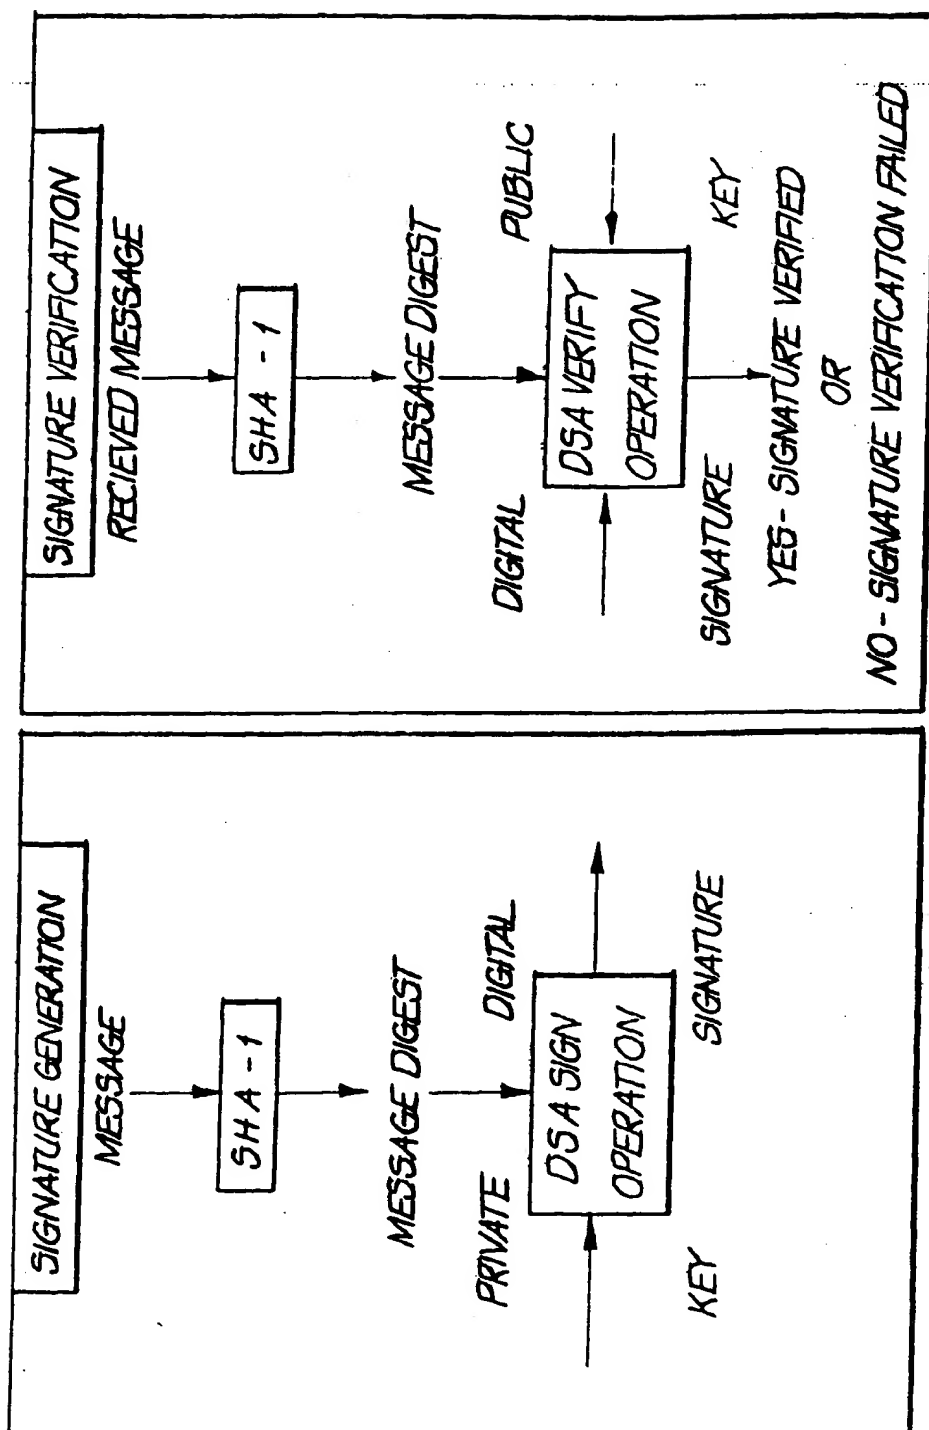 SIGNATURE GENERATION
MESSAGE
SHA - 1
MESSAGE DIGEST
PRIVATE
DIGITAL
DSA SIGN
OPERATION
KEY
SIGNATURE
SIGNATURE VERIFICATION
RECIEVED MESSAGE
SHA - 1
MESSAGE DIGEST
DIGITAL
PUBLIC
DSA VERIFY
OPERATION
SIGNATURE
KEY
YES - SIGNATURE VERIFIED
OR
NO - SIGNATURE VERIFICATION FAILED